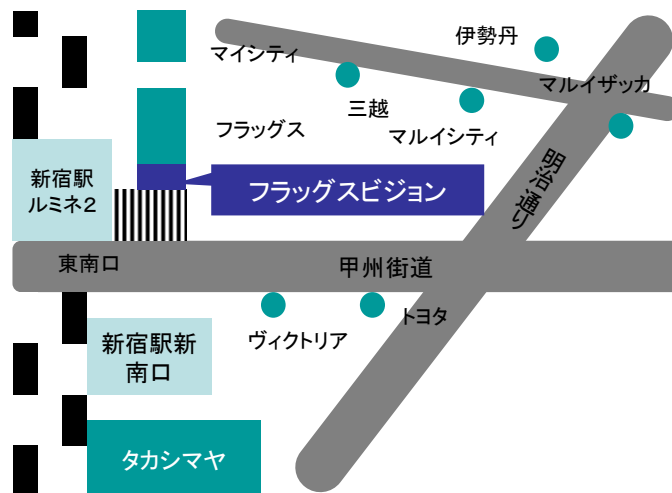 伊勢丹
マイシティ
マルイザッカ
三越
フラッグス
マルイシティ
新宿駅
ルミネ2
フラッグスビジョン
明治通り
東南口
甲州街道
トヨタ
ヴィクトリア
新宿駅新
南口
タカシマヤ